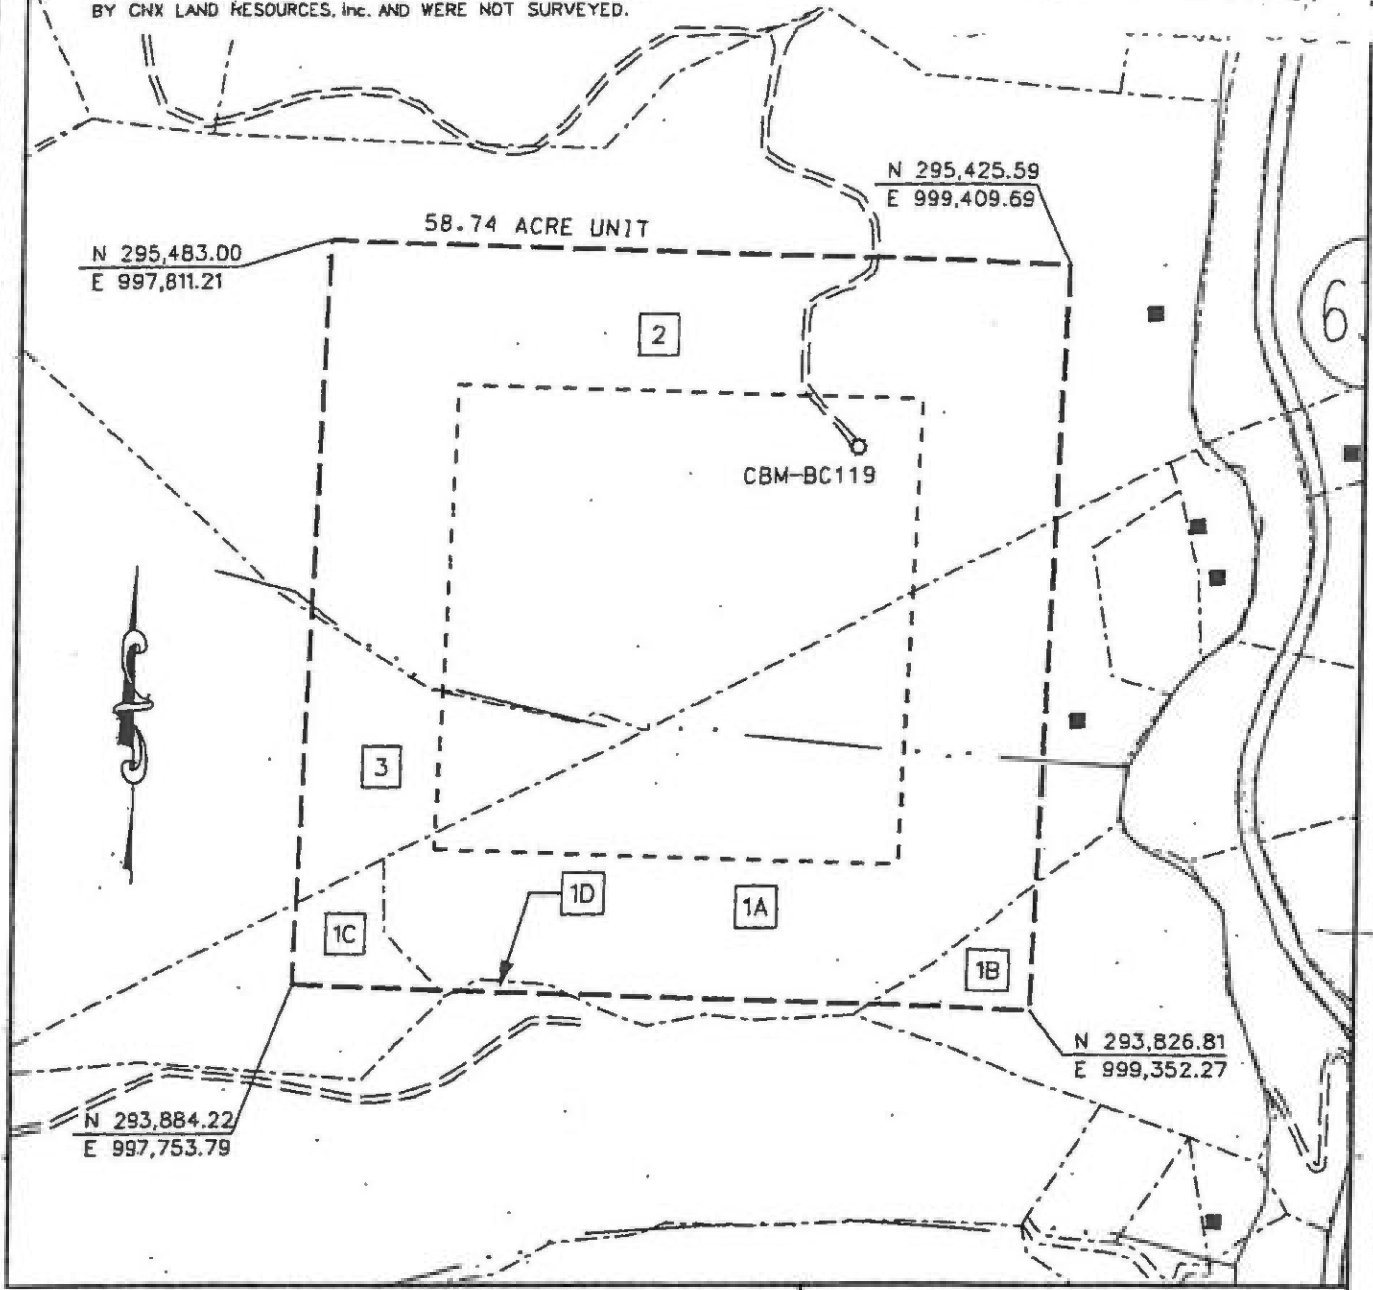 BY CNX LAND RESOURCES, Inc. AND WERE NOT SURVEYED.
N 295,425.59
E 999,409.69
58.74 ACRE UNIT
N 295,483.00
E 997,811.21
2
6
CBM-BC119
3
1D
1A
1C
1B
N 293,826.81
E 999,352.27
N 293,884.22
E 997,753.79